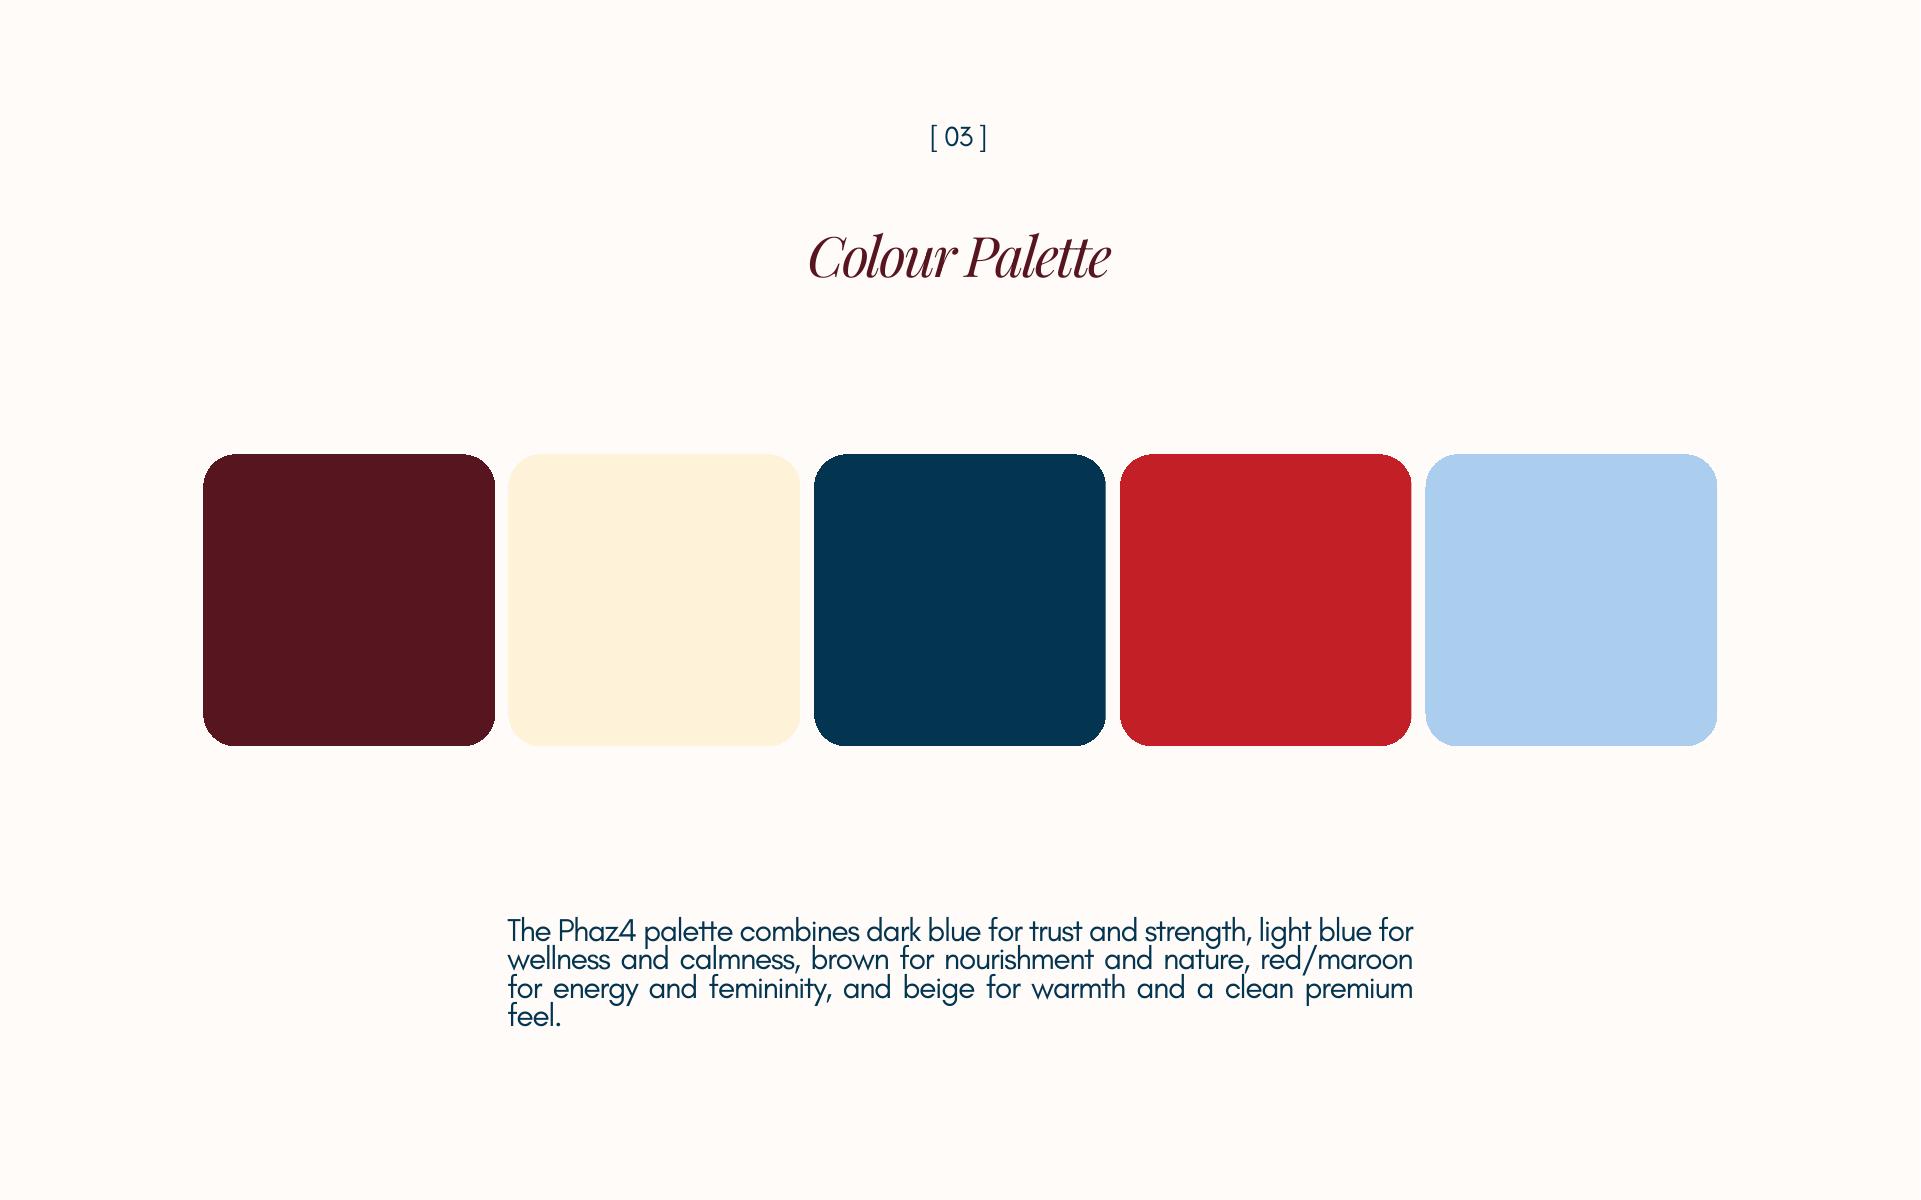 [ 03 ]
Colour Palette
The Phaz4 palette combines dark blue for trust and strength, light blue for
wellness and calmness, brown for nourishment and nature, red/maroon
for energy and femininity, and beige for warmth and a clean premium
feel.